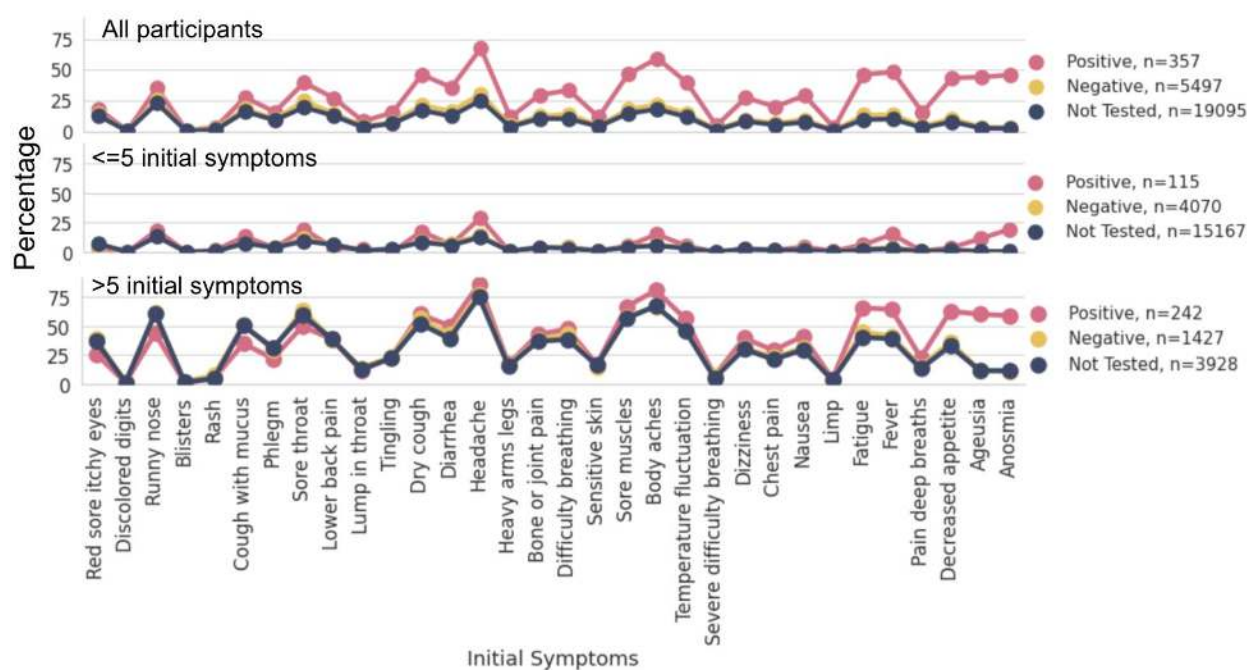 All participants
75
50
25
0
Positive, n=357
Negative, n=5497
Not Tested, n=19095
<=5 initial symptoms
75
50
25
0
Positive, n=115
Negative, n=4070
Not Tested, n=15167
>5 initial symptoms
75
50
25
0
Positive, n=242
Negative, n=1427
Not Tested, n=3928
Percentage
Red sore itchy eyes
Discolored digits
Runny nose
Blisters
Rash
Cough with mucus
Phlegm
Sore throat
Lower back pain
Lump in throat
Tingling
Dry cough
Diarrhea
Headache
Heavy arms legs
Bone or joint pain
Difficulty breathing
Sensitive skin
Sore muscles
Body aches
Temperature fluctuation
Severe difficulty breathing
Dizziness
Chest pain
Nausea
Limp
Fatigue
Fever
Pain deep breaths
Decreased appetite
Ageusia
Anosmia
Initial Symptoms